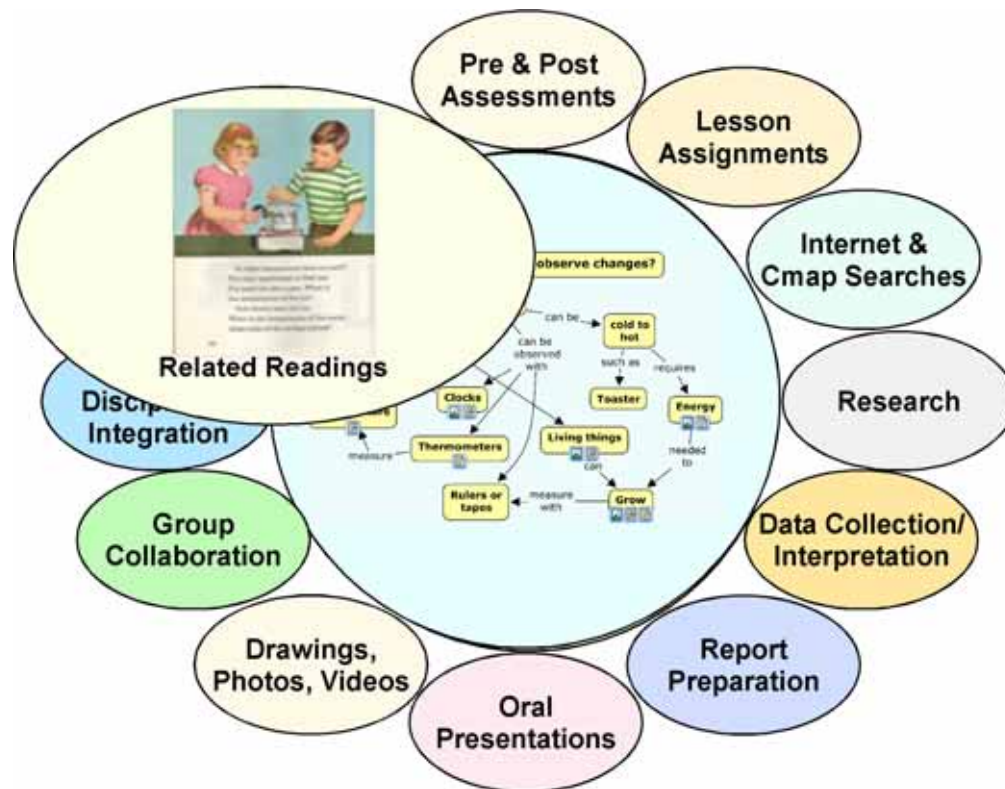 Pre & Post
Assessments
Lesson
Assignments
Internet &
Cmap Searches
Research
Data Collection/
Interpretation
Report
Preparation
Oral
Presentations
Drawings,
Photos, Videos
Group
Collaboration
Integration
Related Readings
observe changes?
can be
cold to
hot
can be
observed
with
such as
requires
Clocks
Toaster
Energy
Thermometers
measure
Living things
can
needed
to
Rulers or
tapes
measure
with
Grow